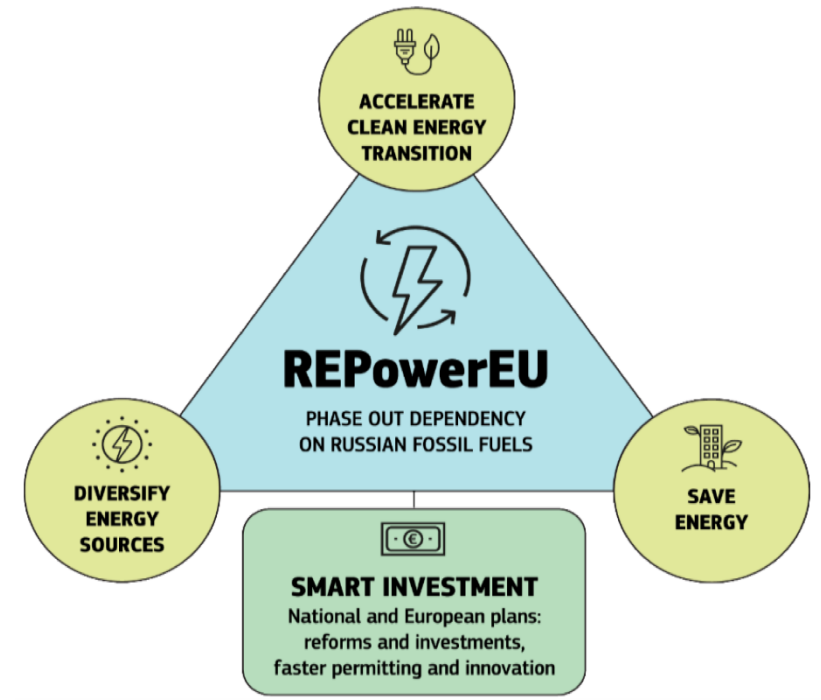 ACCELERATE
CLEAN ENERGY
TRANSITION
REPowerEU
PHASE OUT DEPENDENCY
ON RUSSIAN FOSSIL FUELS
DIVERSIFY
ENERGY
SOURCES
SAVE
ENERGY
€
SMART INVESTMENT
National and European plans:
reforms and investments,
faster permitting and innovation